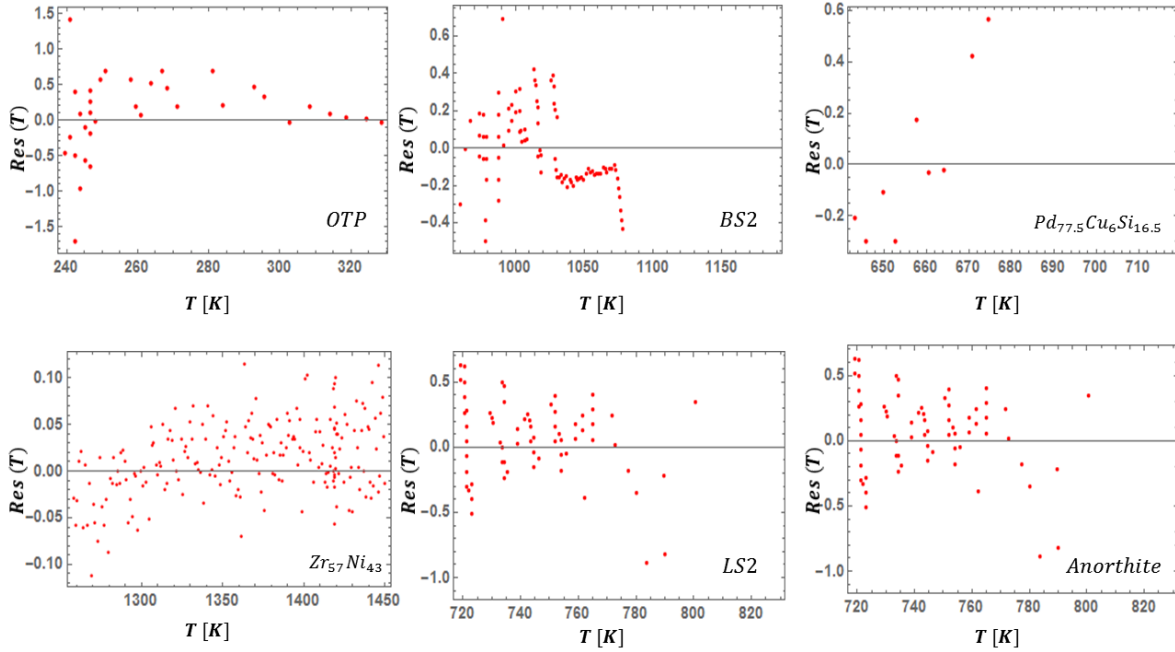 Res (T)
1.5
1.0
0.5
0.0
−0.5
−1.0
−1.5
240 260 280 300 320
OTP
T [K]
Res (T)
0.6
0.4
0.2
0.0
−0.2
−0.4
1000 1050 1100 1150
BS2
T [K]
Res (T)
0.6
0.4
0.2
0.0
−0.2
650 660 670 680 690 700 710
Pd77.5Cu6Si16.5
T [K]
Res (T)
0.10
0.05
0.00
−0.05
−0.10
1300 1350 1400 1450
Zr57Ni43
T [K]
Res (T)
0.5
0.0
−0.5
−1.0
720 740 760 780 800 820
LS2
T [K]
Res (T)
0.5
0.0
−0.5
−1.0
720 740 760 780 800 820
Anorthite
T [K]